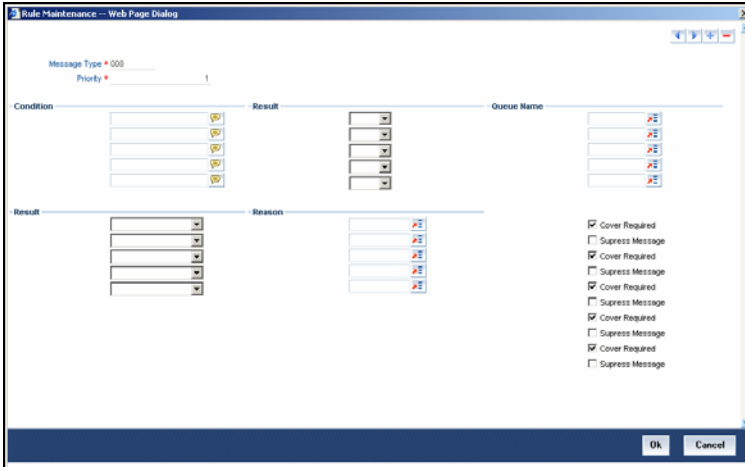 Rule Maintenance -- Web Page Dialog
Message Type * 000
Priority * 1
Condition Result Queue Name
Result Reason
Cover Required
Supress Message
Cover Required
Supress Message
Cover Required
Supress Message
Cover Required
Supress Message
Cover Required
Supress Message
Ok Cancel